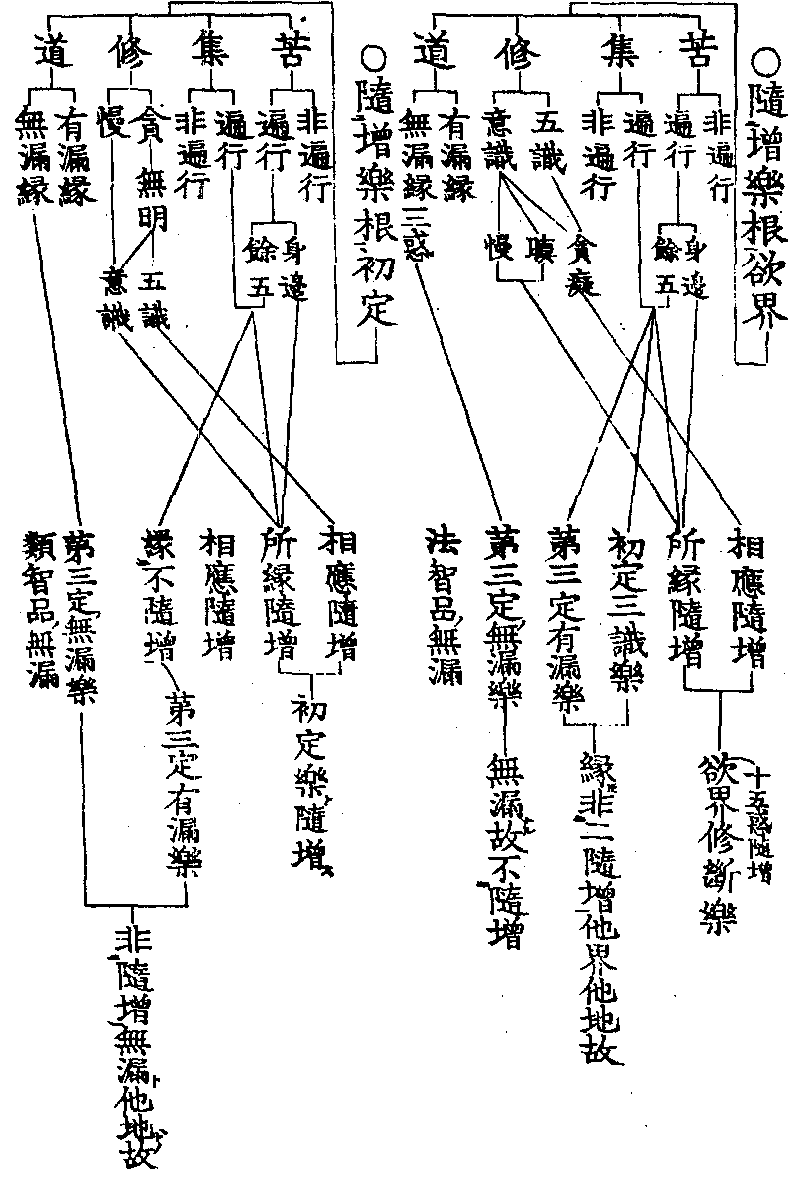 ○隨增樂根欲界
苦
非遍行
遍行
身邊
餘五
集
遍行
非遍行
修
五識
意識
貪癡
瞋
慢
道
有漏緣
無漏緣三惑
相應隨增
所緣隨增
十五惑隨增
欲界修斷樂
初定三識樂
第三定有漏樂
緣非二隨增他界他地故
第三定無漏樂
無漏故不隨增
法智品無漏
○隨增樂根初定
苦
非遍行
遍行
身邊
餘五
集
遍行
非遍行
修
貪無明
慢
五識
意識
道
有漏緣
無漏緣
相應隨增
所緣隨增
初定樂隨增
相應隨增
緣不隨增
第三定有漏樂
第三定無漏樂
類智品無漏
非隨增無漏他地故